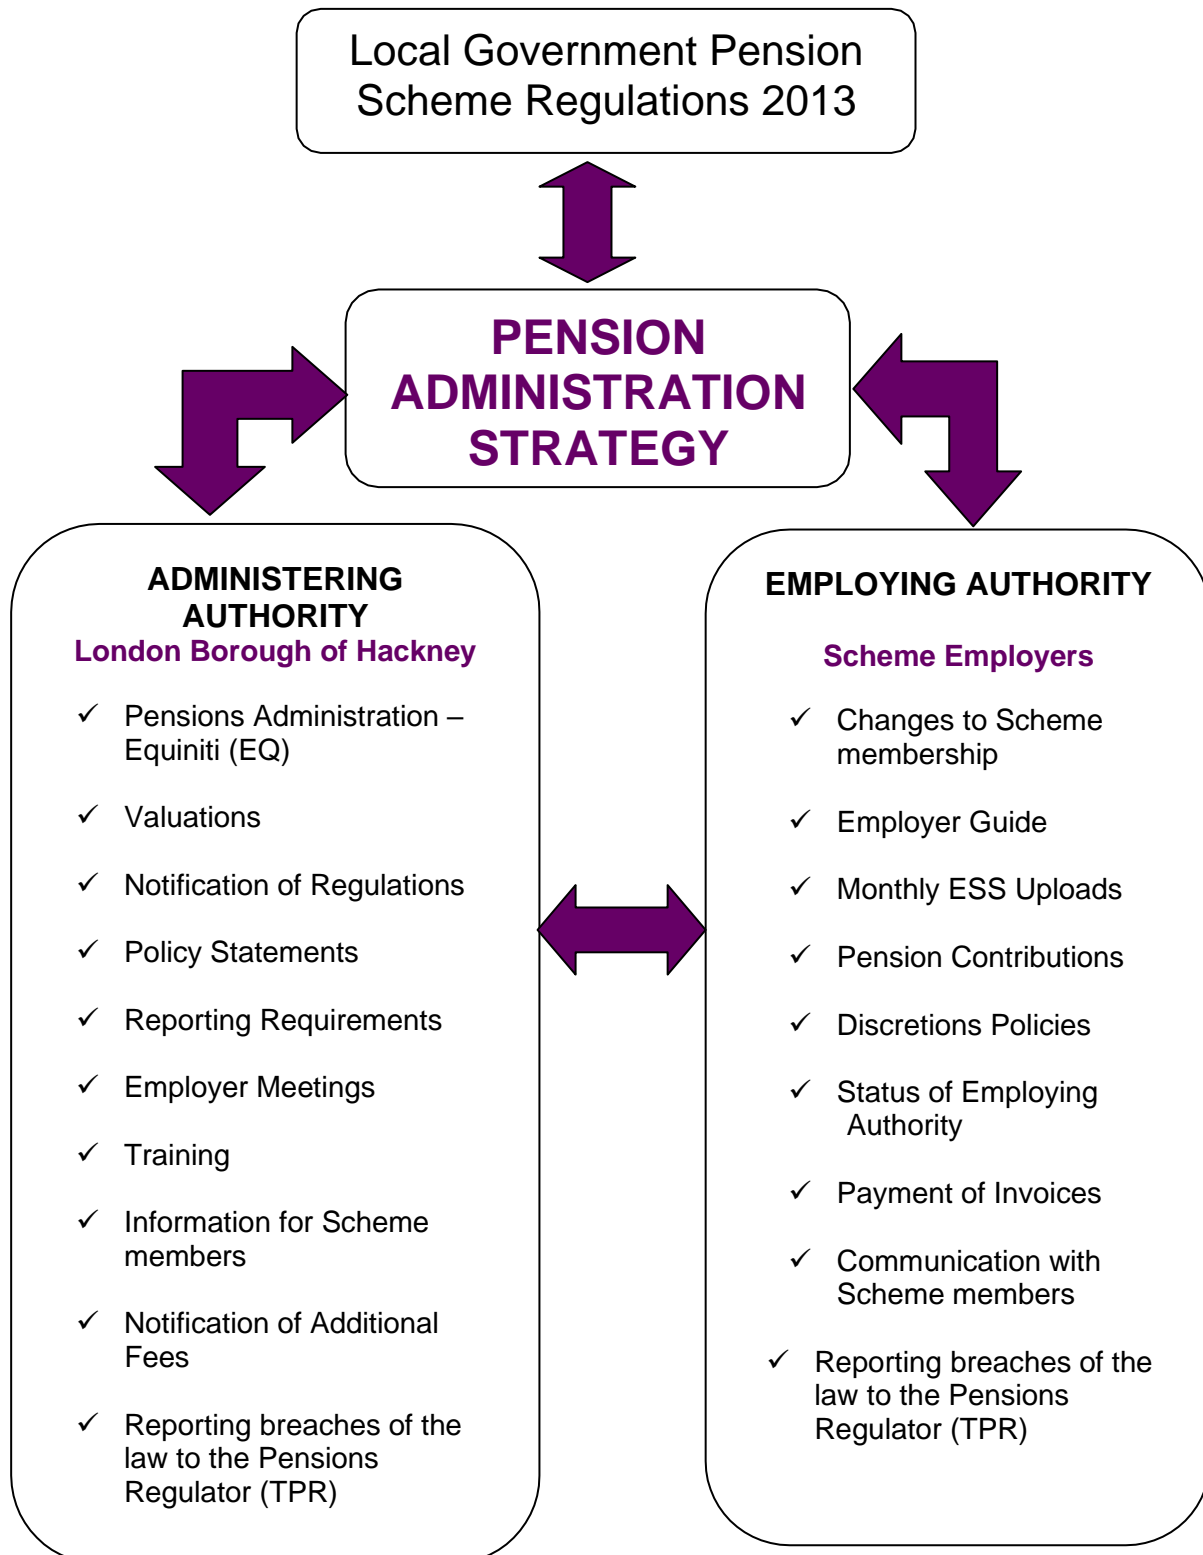 Local Government Pension
Scheme Regulations 2013
PENSION
ADMINISTRATION
STRATEGY
ADMINISTERING
AUTHORITY
London Borough of Hackney
✓ Pensions Administration –
Equiniti (EQ)
✓ Valuations
✓ Notification of Regulations
✓ Policy Statements
✓ Reporting Requirements
✓ Employer Meetings
✓ Training
✓ Information for Scheme
members
✓ Notification of Additional
Fees
✓ Reporting breaches of the
law to the Pensions
Regulator (TPR)
EMPLOYING AUTHORITY
Scheme Employers
✓ Changes to Scheme
membership
✓ Employer Guide
✓ Monthly ESS Uploads
✓ Pension Contributions
✓ Discretions Policies
✓ Status of Employing
Authority
✓ Payment of Invoices
✓ Communication with
Scheme members
✓ Reporting breaches of the
law to the Pensions
Regulator (TPR)